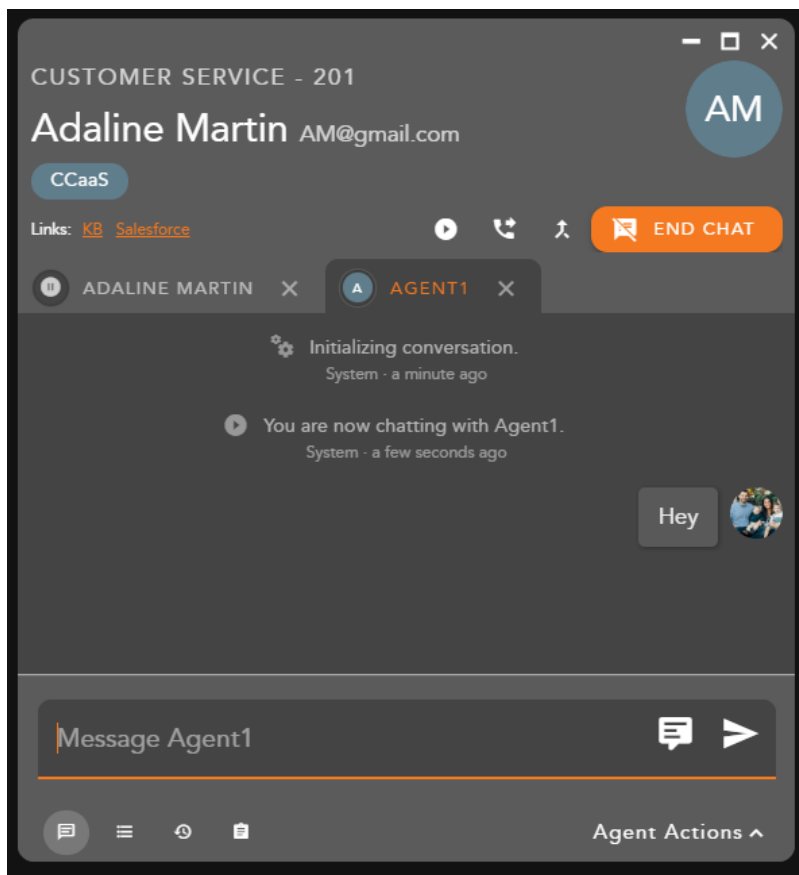 CUSTOMER SERVICE - 201
Adaline Martin AM@gmail.com
AM
CCaaS
Links: KB Salesforce
END CHAT
ADALINE MARTIN
A AGENT1
Initializing conversation.
System · a minute ago
You are now chatting with Agent1.
System · a few seconds ago
Hey
Message Agent1
Agent Actions